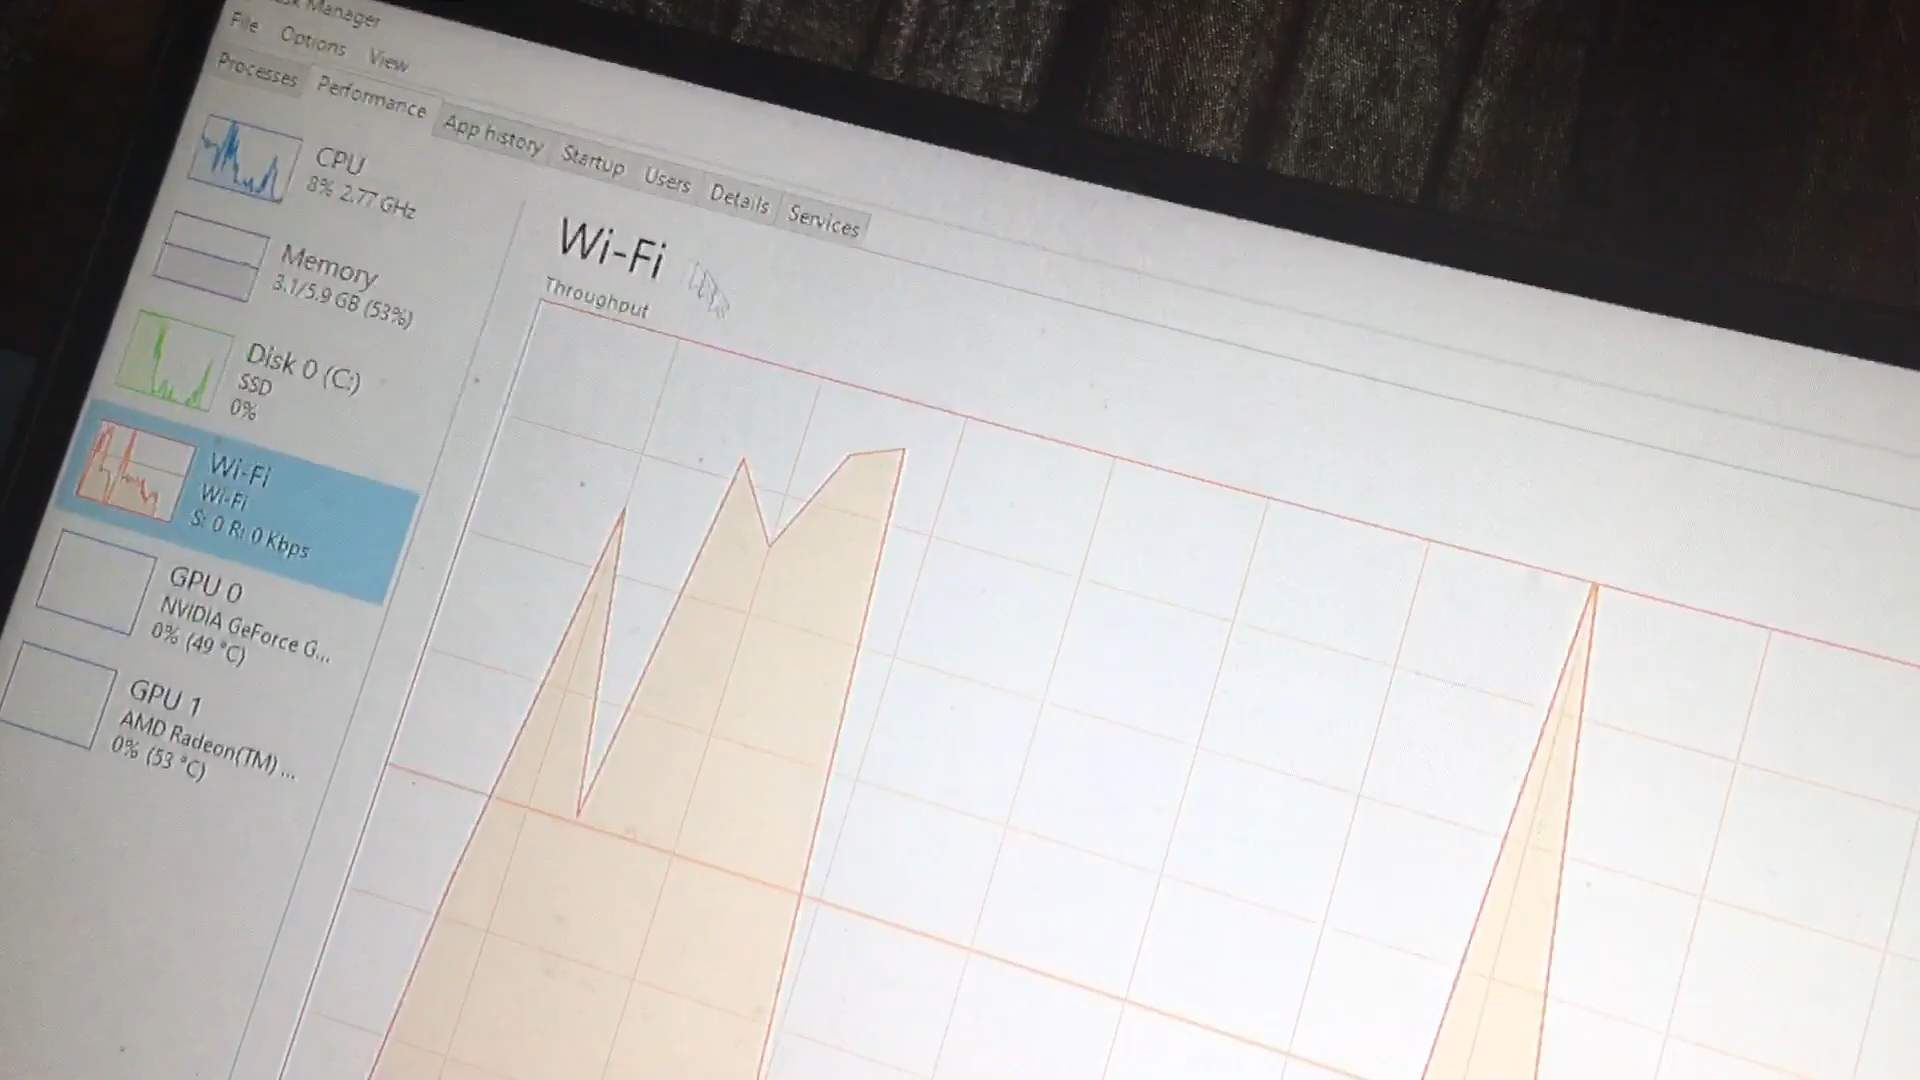 Task Manager
File Options View
Processes Performance App history Startup Users Details Services
CPU
8% 2.77 GHz
Memory
3.1/5.9 GB (53%)
Disk 0 (C:)
SSD
0%
Wi-Fi
Wi-Fi
S: 0 R: 0 Kbps
GPU 0
NVIDIA GeForce G...
0% (49 °C)
GPU 1
AMD Radeon(TM) ...
0% (53 °C)
Wi-Fi
Throughput